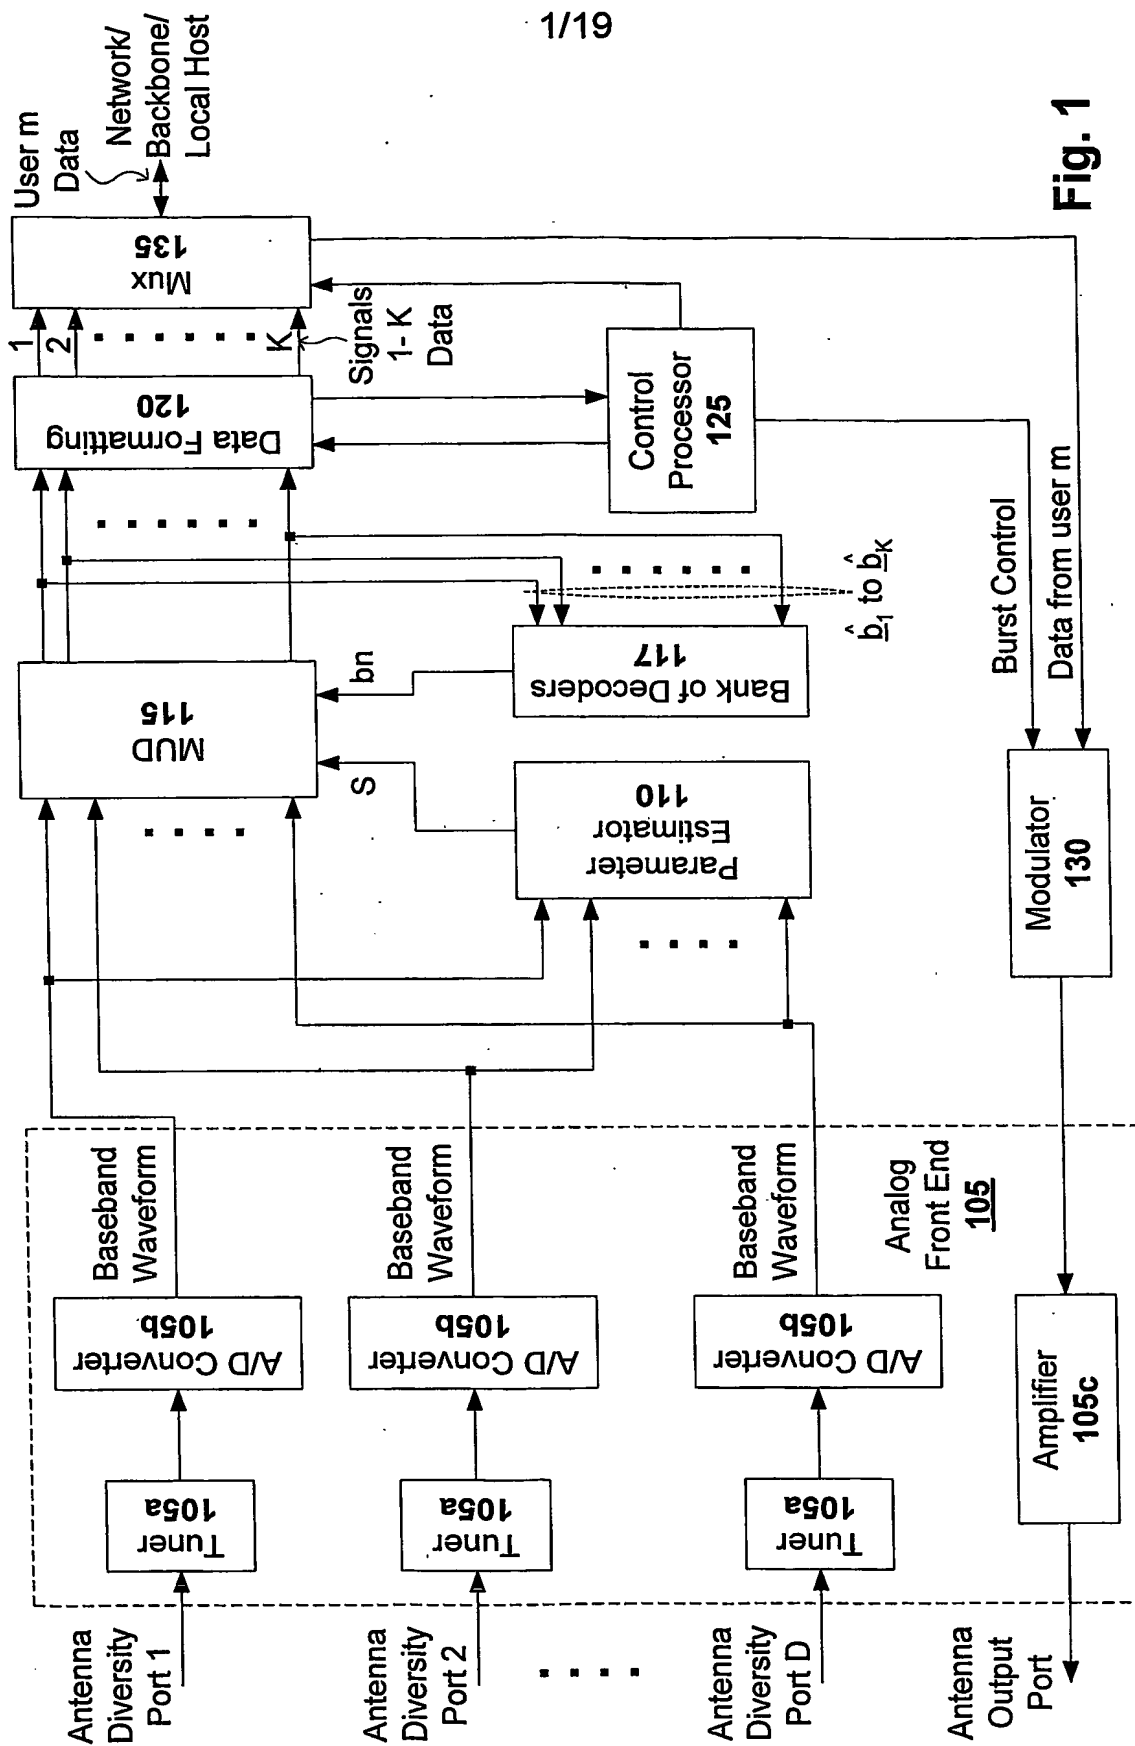 1/19
Antenna
Diversity
Port 1
Tuner
105a
A/D Converter
105b
Baseband
Waveform
Antenna
Diversity
Port 2
Tuner
105a
A/D Converter
105b
Baseband
Waveform
Antenna
Diversity
Port D
Tuner
105a
A/D Converter
105b
Baseband
Waveform
Analog
Front End
105
Antenna
Output
Port
Amplifier
105c
Modulator
130
Parameter
Estimator
110
S
MUD
115
bn
Bank of Decoders
117
b̂1 to b̂K
Data Formatting
120
1
2
K
Signals
1- K
Data
Mux
135
User m
Data
Network/
Backbone/
Local Host
Control
Processor
125
Burst Control
Data from user m
Fig. 1